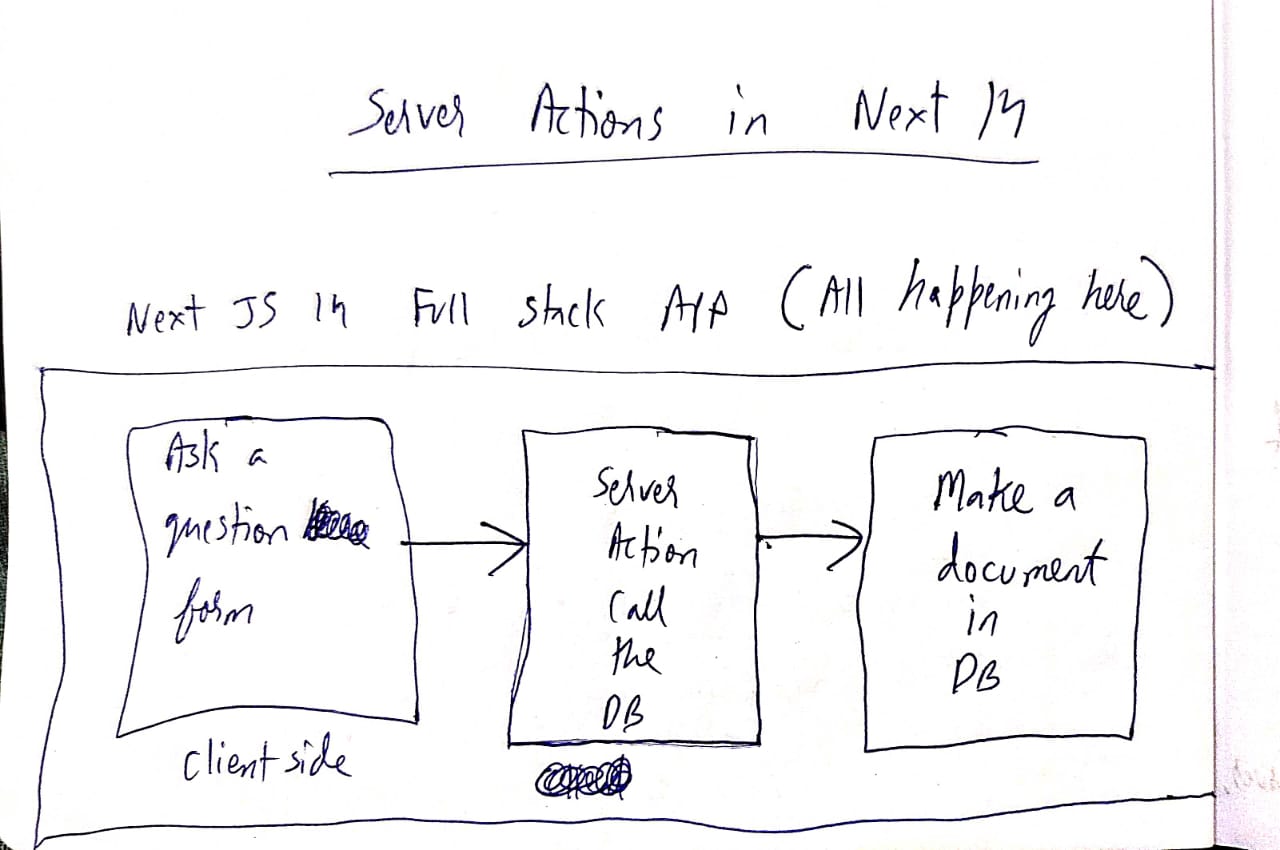 Server Actions in Next 14
Next JS 14 Full stack APP (All happening here)
Ask a
question
form
client side
Server
Action
Call
the
DB
Make a
document
in
DB